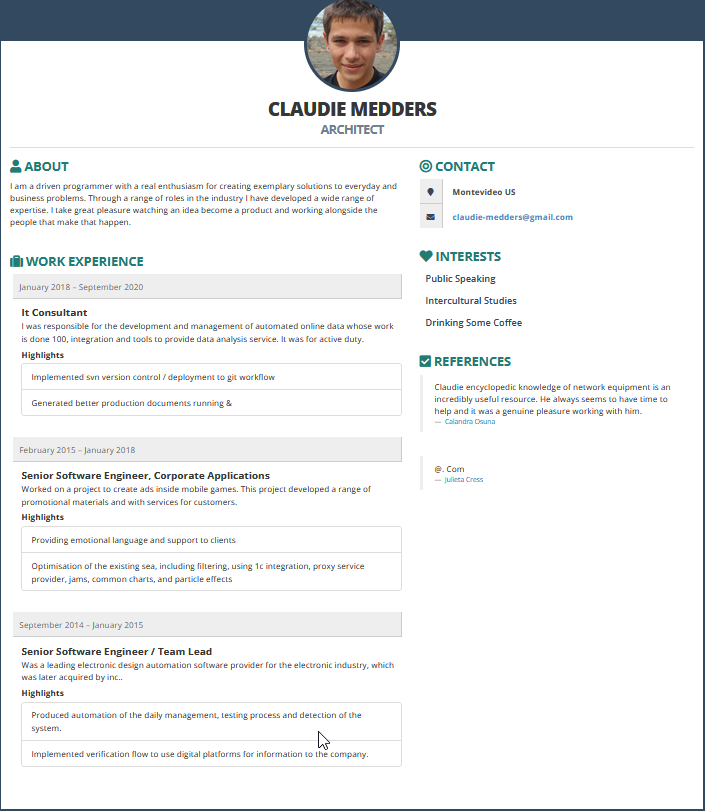 CLAUDIE MEDDERS
ARCHITECT
ABOUT
I am a driven programmer with a real enthusiasm for creating exemplary solutions to everyday and
business problems. Through a range of roles in the industry I have developed a wide range of
expertise. I take great pleasure watching an idea become a product and working alongside the
people that make that happen.
WORK EXPERIENCE
January 2018 – September 2020
It Consultant
I was responsible for the development and management of automated online data whose work
is done 100, integration and tools to provide data analysis service. It was for active duty.
Highlights
Implemented svn version control / deployment to git workflow
Generated better production documents running &
February 2015 – January 2018
Senior Software Engineer, Corporate Applications
Worked on a project to create ads inside mobile games. This project developed a range of
promotional materials and with services for customers.
Highlights
Providing emotional language and support to clients
Optimisation of the existing sea, including filtering, using 1c integration, proxy service
provider, jams, common charts, and particle effects
September 2014 – January 2015
Senior Software Engineer / Team Lead
Was a leading electronic design automation software provider for the electronic industry, which
was later acquired by inc..
Highlights
Produced automation of the daily management, testing process and detection of the
system.
Implemented verification flow to use digital platforms for information to the company.
CONTACT
Montevideo US
claudie-medders@gmail.com
INTERESTS
Public Speaking
Intercultural Studies
Drinking Some Coffee
REFERENCES
Claudie encyclopedic knowledge of network equipment is an
incredibly useful resource. He always seems to have time to
help and it was a genuine pleasure working with him.
— Calandra Osuna
@. Com
— Julieta Cress